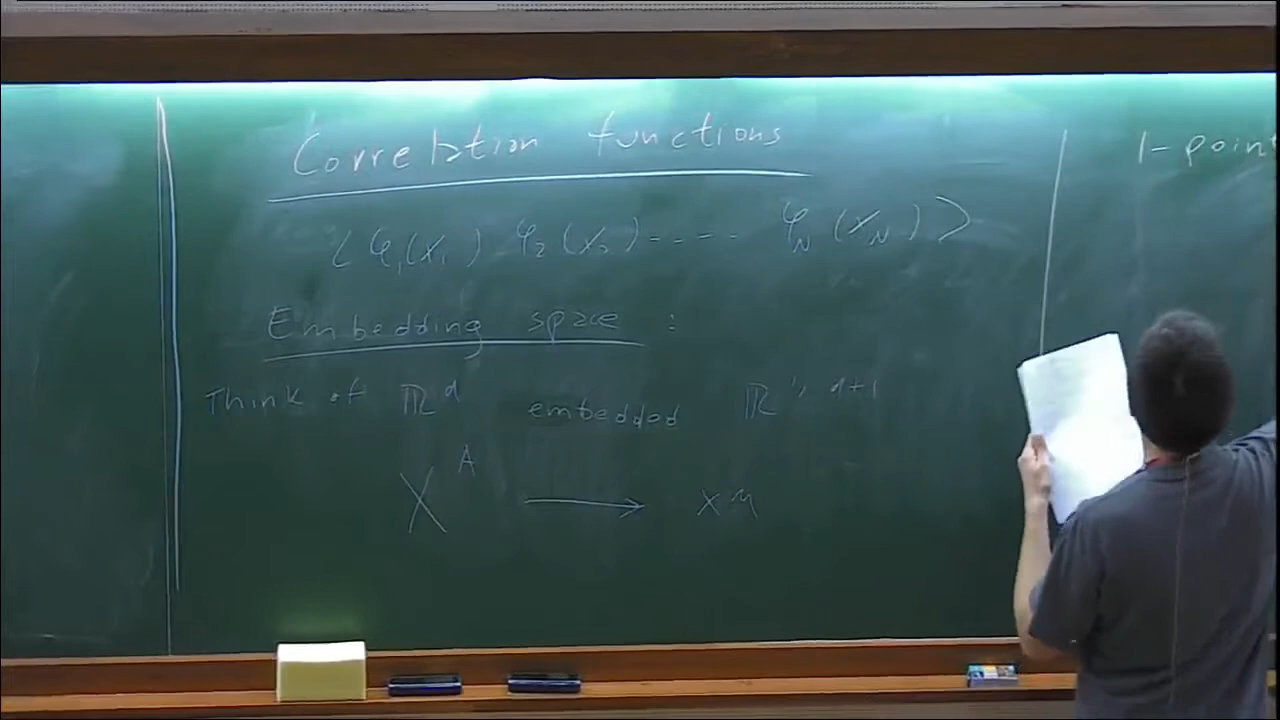 Correlation functions
⟨ φ₁(x₁) φ₂(x₂) ---- φ_N(x_N) ⟩
Embedding space :
Think of ℝ^d embedded ℝ^{1, d+1}
X^A ⟶ x^μ
1-point